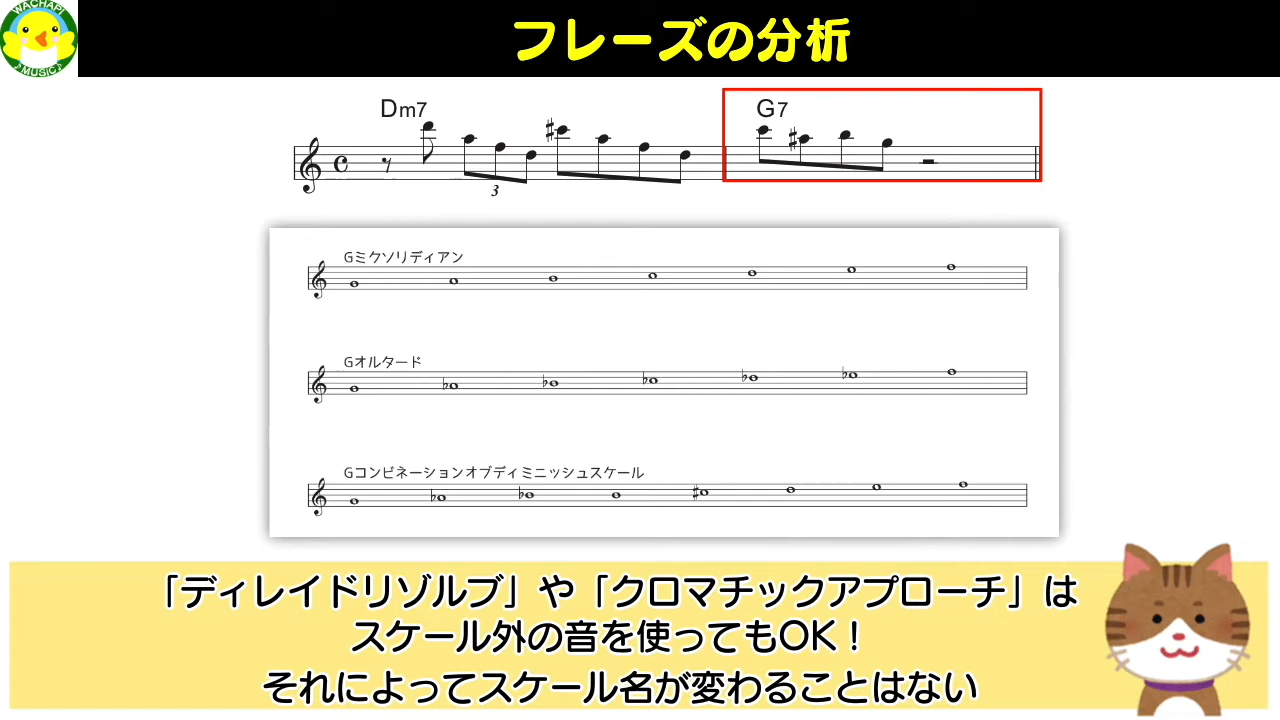 WACHAPI
♪MUSIC♪
フレーズの分析
Dm7
G7
3
Gミクソリディアン
Gオルタード
Gコンビネーションオブディミニッシュスケール
「ディレイドリゾルブ」や「クロマチックアプローチ」は
スケール外の音を使ってもOK！
それによってスケール名が変わることはない